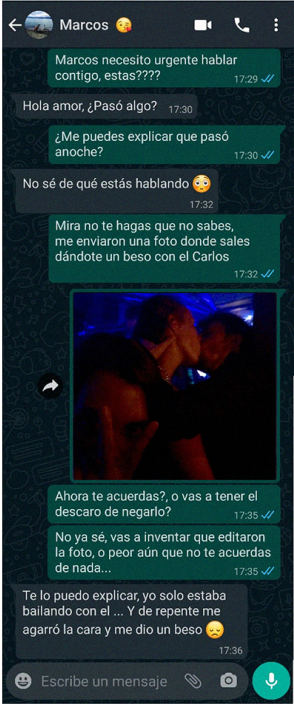 Marcos 😘
Marcos necesito urgente hablar
contigo, estas????
17:29
Hola amor, ¿Pasó algo?
17:30
¿Me puedes explicar que pasó
anoche?
17:30
No sé de qué estás hablando 😳
17:32
Mira no te hagas que no sabes,
me enviaron una foto donde sales
dándote un beso con el Carlos
17:32
Ahora te acuerdas?, o vas a tener el
descaro de negarlo?
17:35
No ya sé, vas a inventar que editaron
la foto, o peor aún que no te acuerdas
de nada...
17:35
Te lo puedo explicar, yo solo estaba
bailando con el ... Y de repente me
agarró la cara y me dio un beso 😞
17:36
Escribe un mensaje